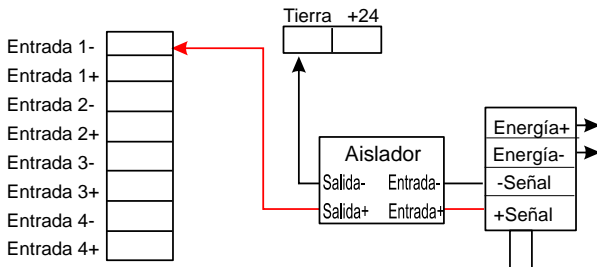 Tierra +24
Entrada 1-
Entrada 1+
Entrada 2-
Entrada 2+
Entrada 3-
Entrada 3+
Entrada 4-
Entrada 4+
Aislador
Salida- Entrada-
Salida+ Entrada+
Energía+
Energía-
-Señal
+Señal